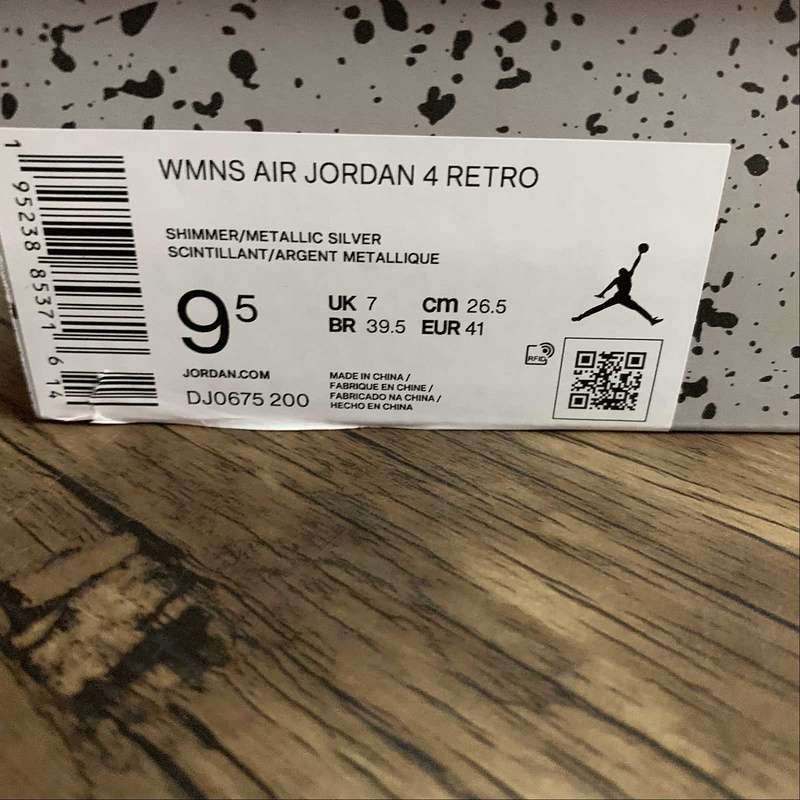 WMNS AIR JORDAN 4 RETRO
SHIMMER/METALLIC SILVER
SCINTILLANT/ARGENT METALLIQUE
9 5
UK 7 cm 26.5
BR 39.5 EUR 41
JORDAN.COM
DJ0675 200
MADE IN CHINA /
FABRIQUE EN CHINE /
FABRICADO NA CHINA /
HECHO EN CHINA
RFID
1 95238 85371 6 14